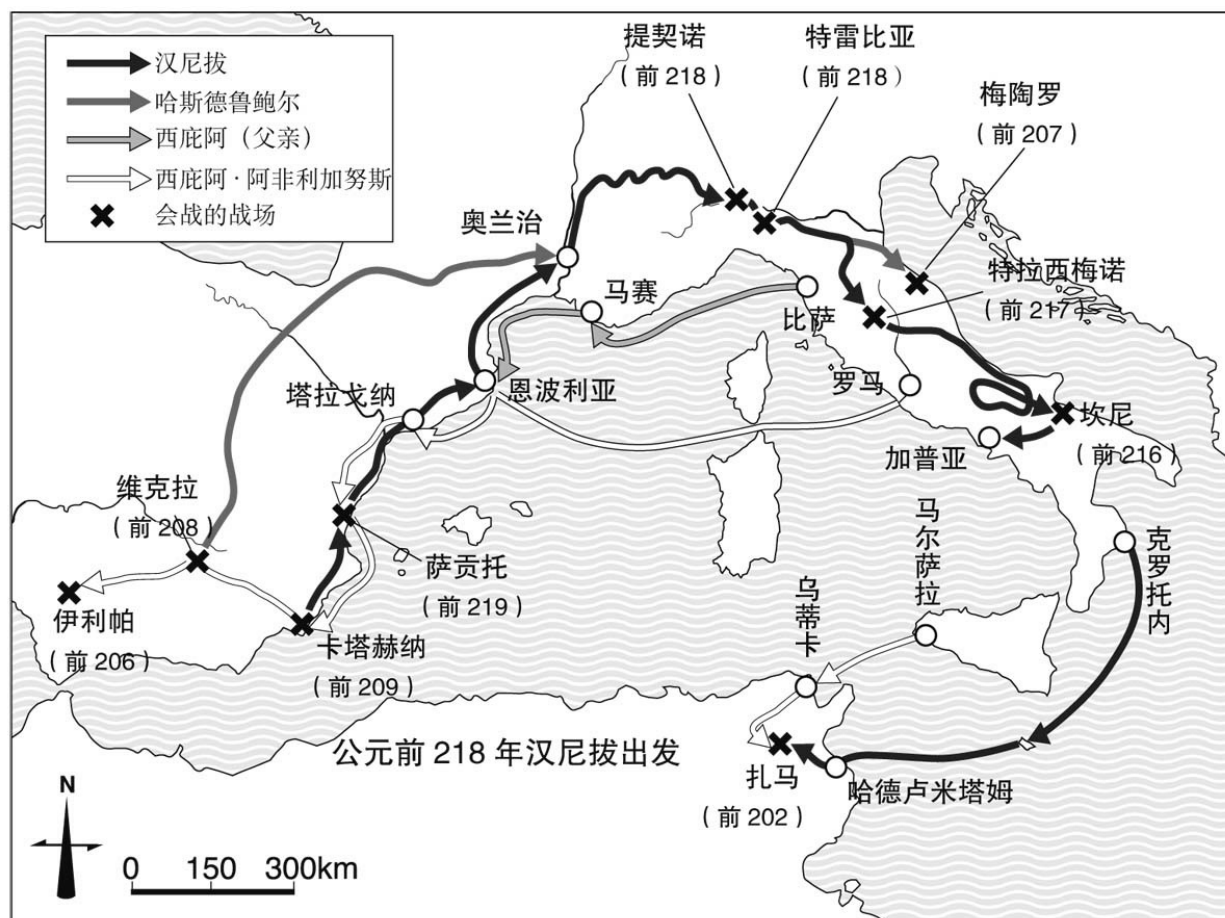 汉尼拔
哈斯德鲁鲍尔
西庇阿（父亲）
西庇阿·阿非利加努斯
会战的战场
提契诺
（前 218）
特雷比亚
（前 218）
梅陶罗
（前 207）
奥兰治
马赛
比萨
特拉西梅诺
（前 217）
塔拉戈纳
恩波利亚
罗马
坎尼
（前 216）
加普亚
维克拉
（前 208）
萨贡托
（前 219）
马尔萨拉
克罗托内
乌蒂卡
伊利帕
（前 206）
卡塔赫纳
（前 209）
公元前 218 年汉尼拔出发
扎马
（前 202）
哈德卢米塔姆
N
0 150 300km